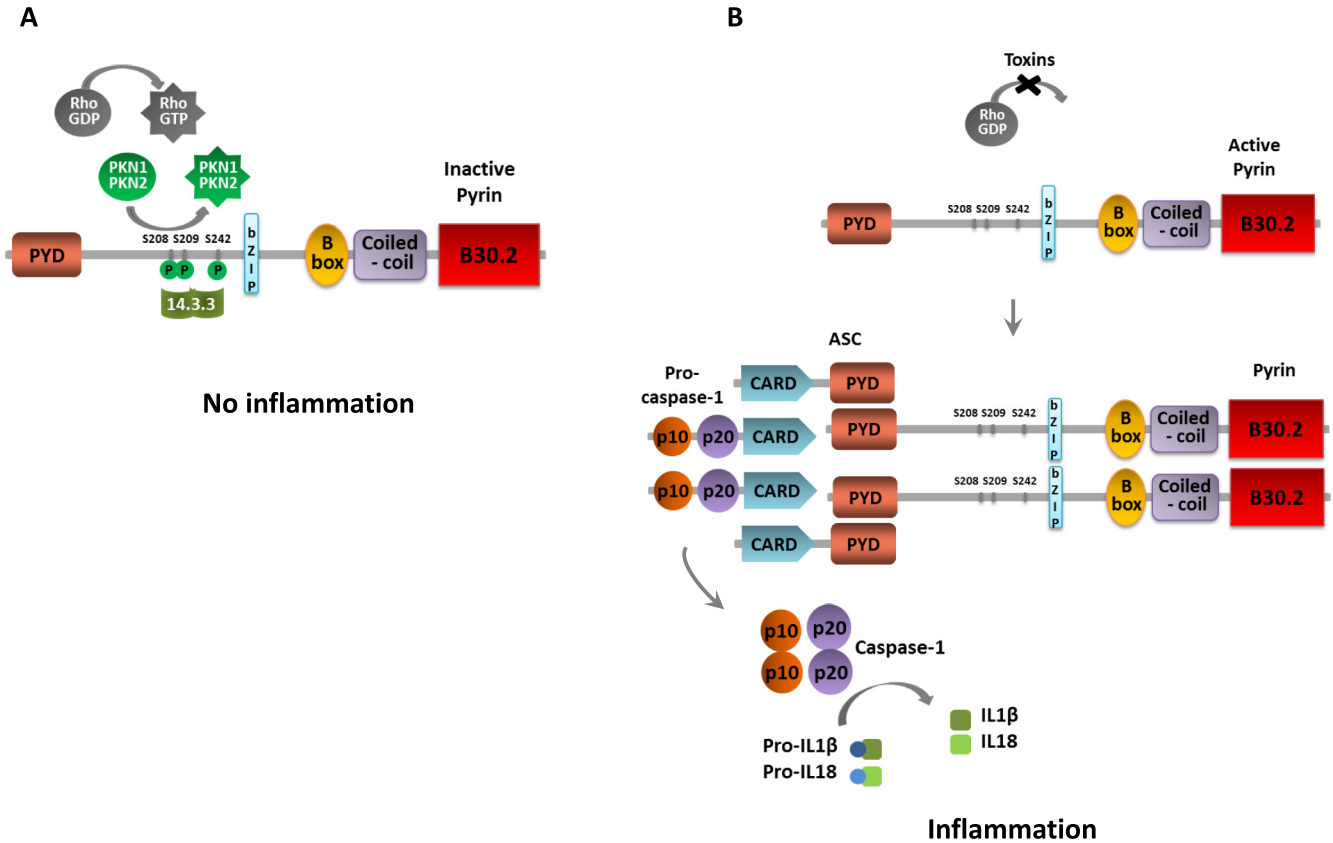 A
Rho
GDP
Rho
GTP
PKN1
PKN2
PKN1
PKN2
Inactive
Pyrin
PYD
S208 S209 S242
b
Z
I
P
B
box
Coiled
- coil
B30.2
P P P
14.3.3
No inflammation
B
Toxins
Rho
GDP
Active
Pyrin
PYD
S208 S209 S242
b
Z
I
P
B
box
Coiled
- coil
B30.2
ASC
Pro-
caspase-1
CARD PYD
Pyrin
p10 p20 CARD
PYD
S208 S209 S242
b
Z
I
P
B
box
Coiled
- coil
B30.2
p10 p20 CARD
PYD
S208 S209 S242
b
Z
I
P
B
box
Coiled
- coil
B30.2
CARD PYD
p10 p20
p10 p20
Caspase-1
Pro-IL1β
Pro-IL18
IL1β
IL18
Inflammation